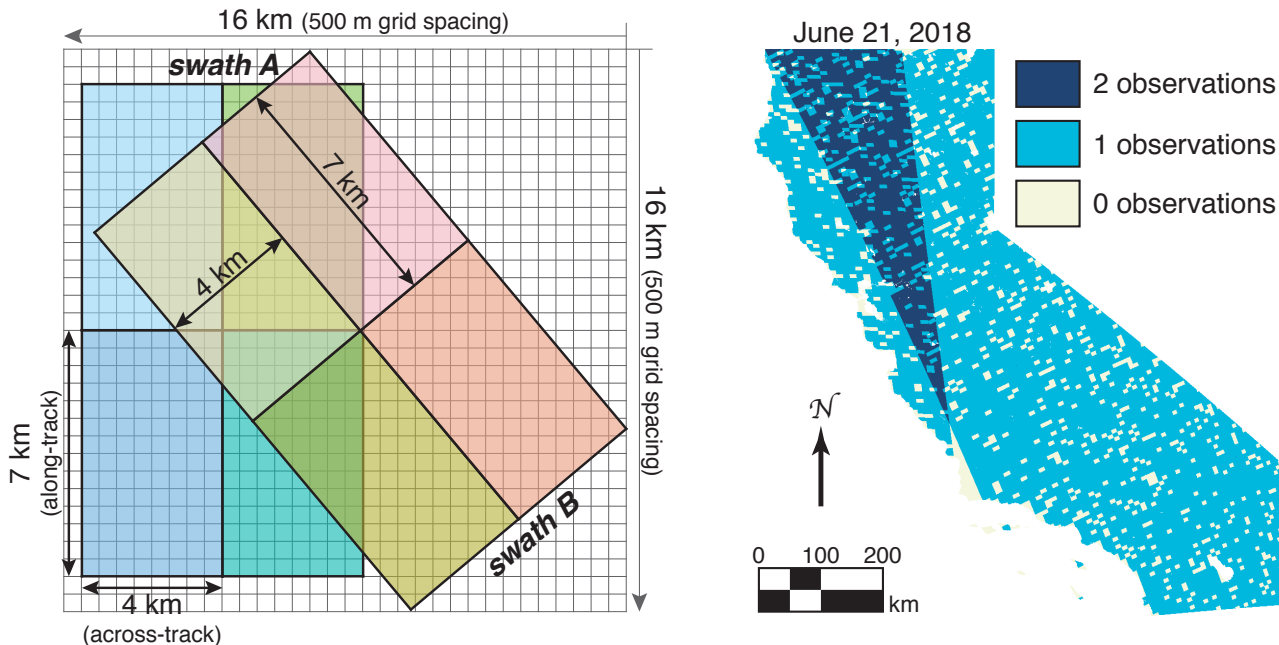 16 km (500 m grid spacing)
swath A
7 km
4 km
16 km (500 m grid spacing)
7 km
(along-track)
swath B
4 km
(across-track)
June 21, 2018
2 observations
1 observations
0 observations
N
0 100 200
km